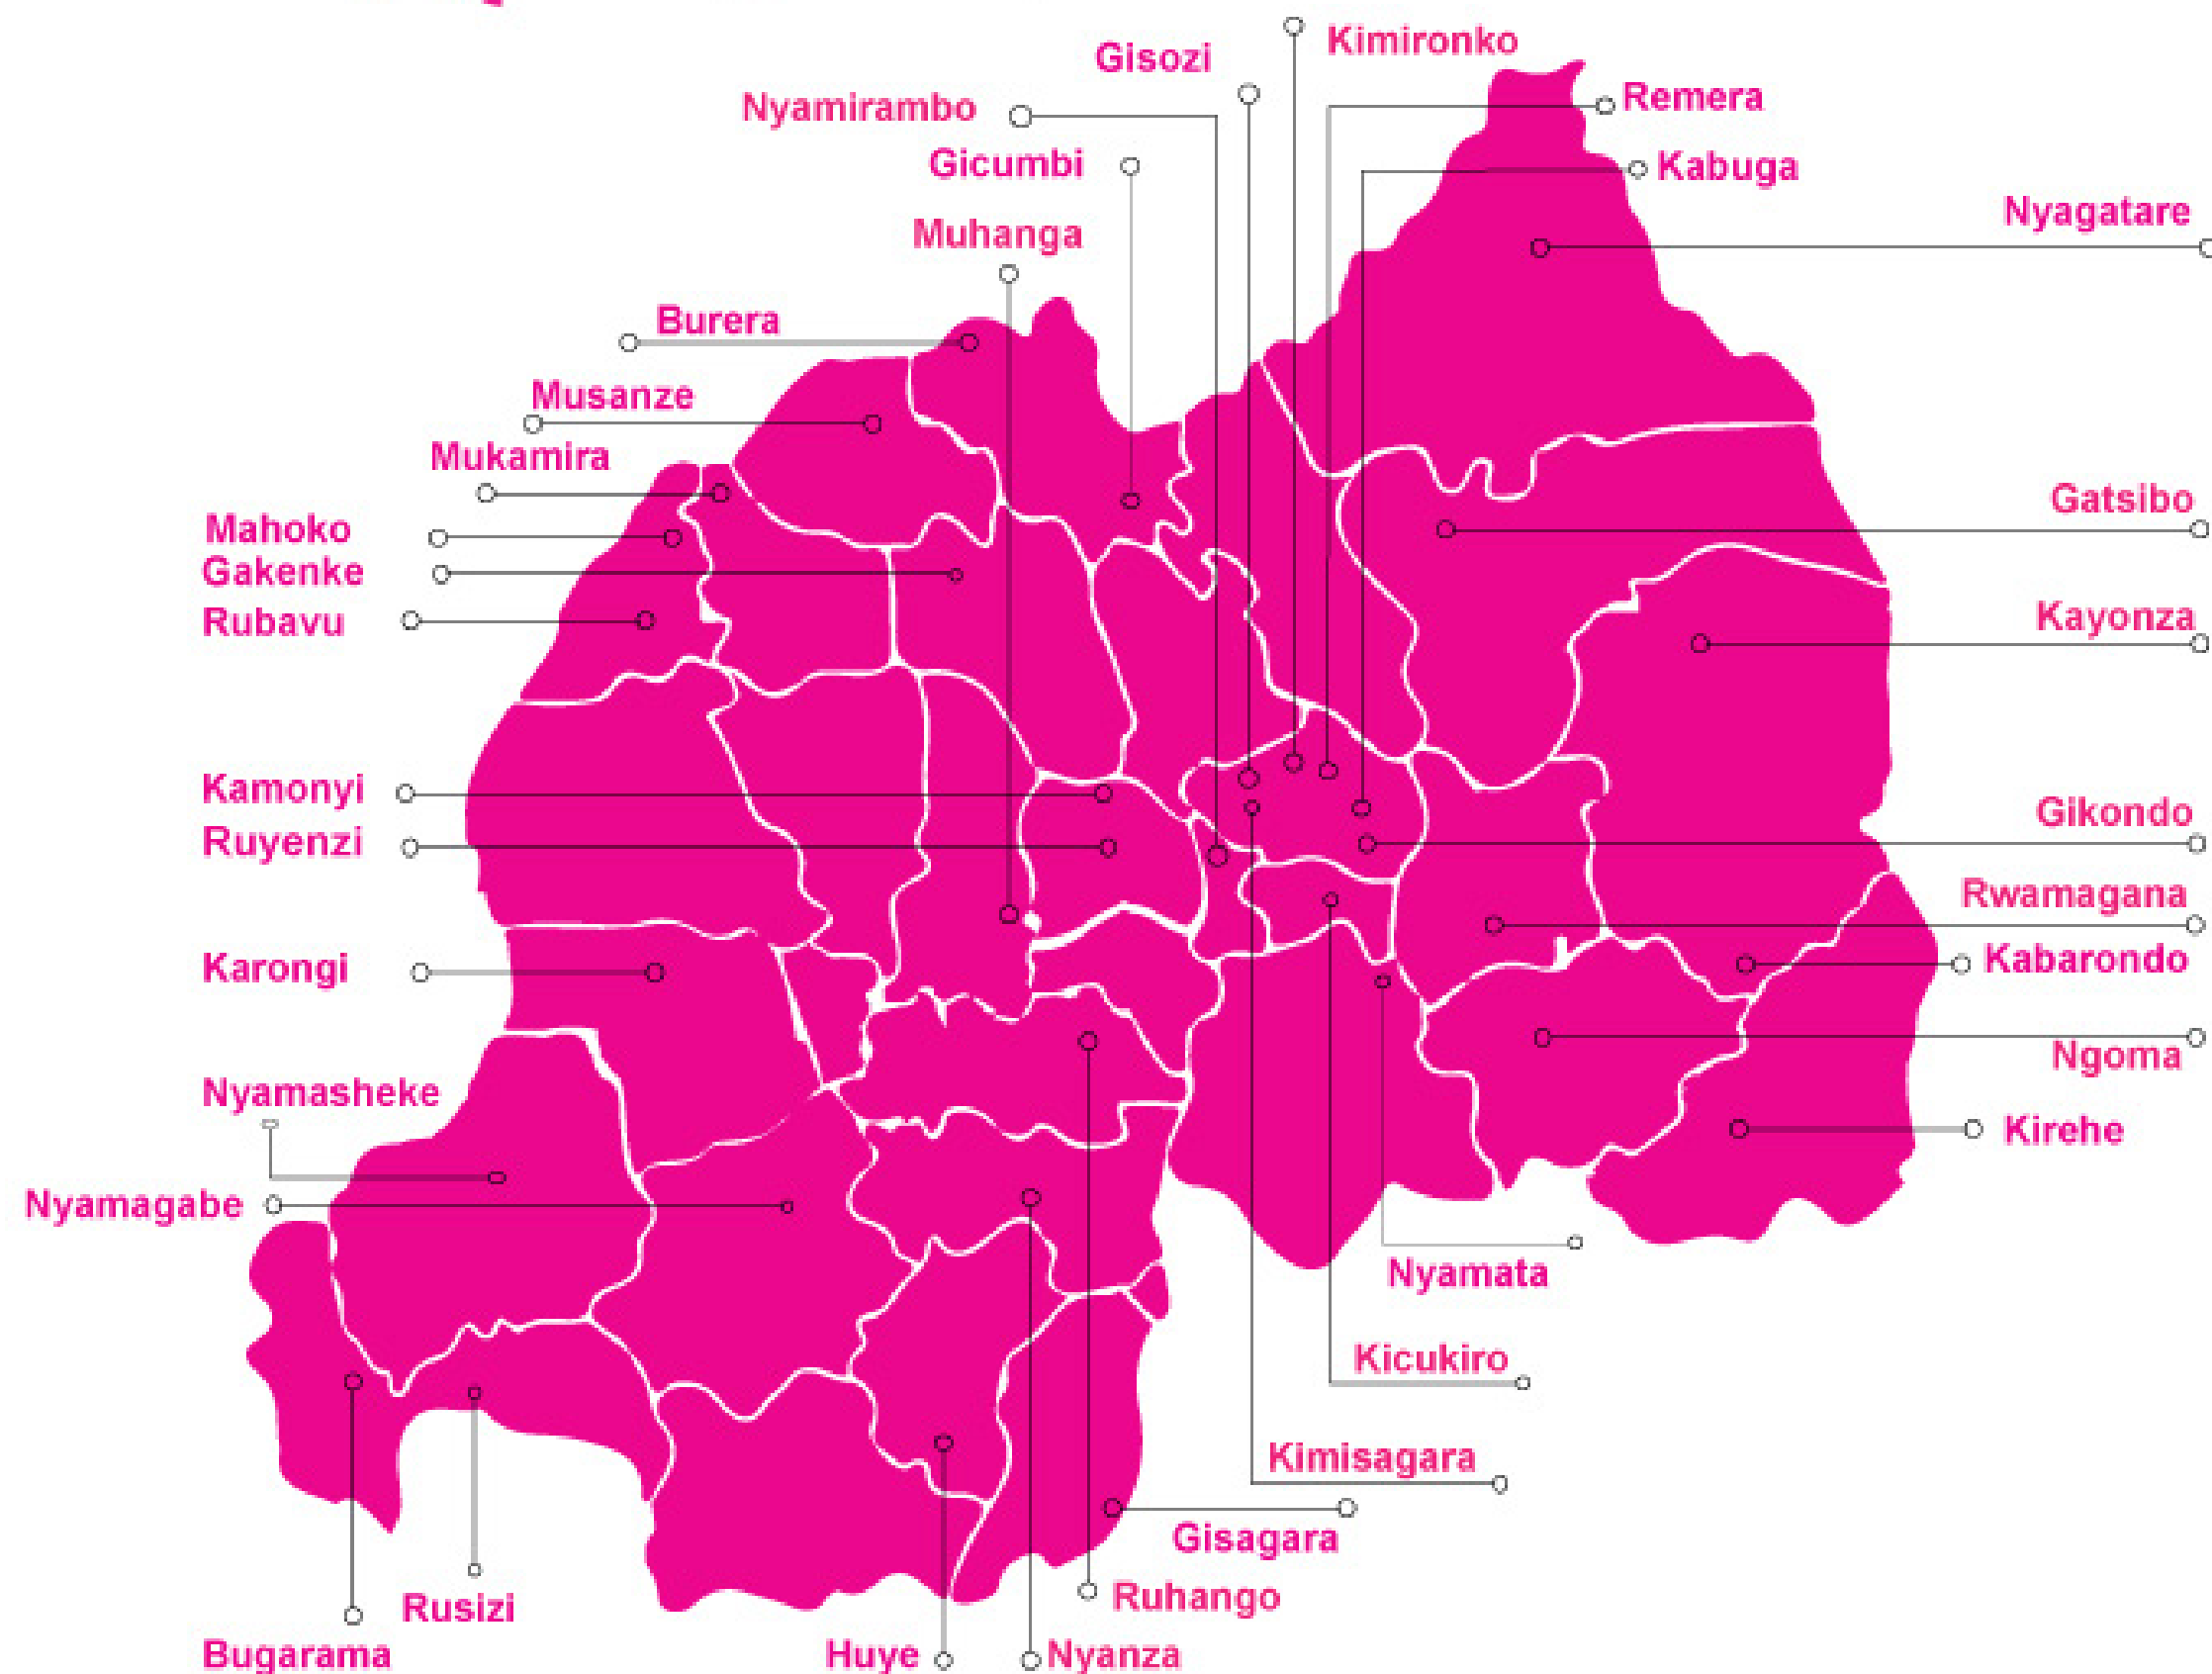 Kimironko
Gisozi
Remera
Nyamirambo
Gicumbi
Kabuga
Nyagatare
Muhanga
Burera
Musanze
Mukamira
Gatsibo
Mahoko
Gakenke
Rubavu
Kayonza
Kamonyi
Gikondo
Ruyenzi
Rwamagana
Karongi
Kabarondo
Ngoma
Nyamasheke
Kirehe
Nyamagabe
Nyamata
Kicukiro
Kimisagara
Gisagara
Ruhango
Rusizi
Bugarama
Huye
Nyanza